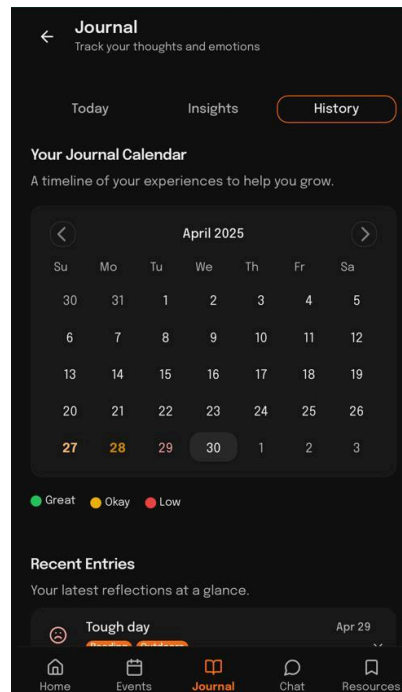 Journal
Track your thoughts and emotions
Today Insights History
Your Journal Calendar
A timeline of your experiences to help you grow.
April 2025
Su Mo Tu We Th Fr Sa
30 31 1 2 3 4 5
6 7 8 9 10 11 12
13 14 15 16 17 18 19
20 21 22 23 24 25 26
27 28 29 30 1 2 3
Great Okay Low
Recent Entries
Your latest reflections at a glance.
Tough day Apr 29
Reading Outdoors
Home Events Journal Chat Resources